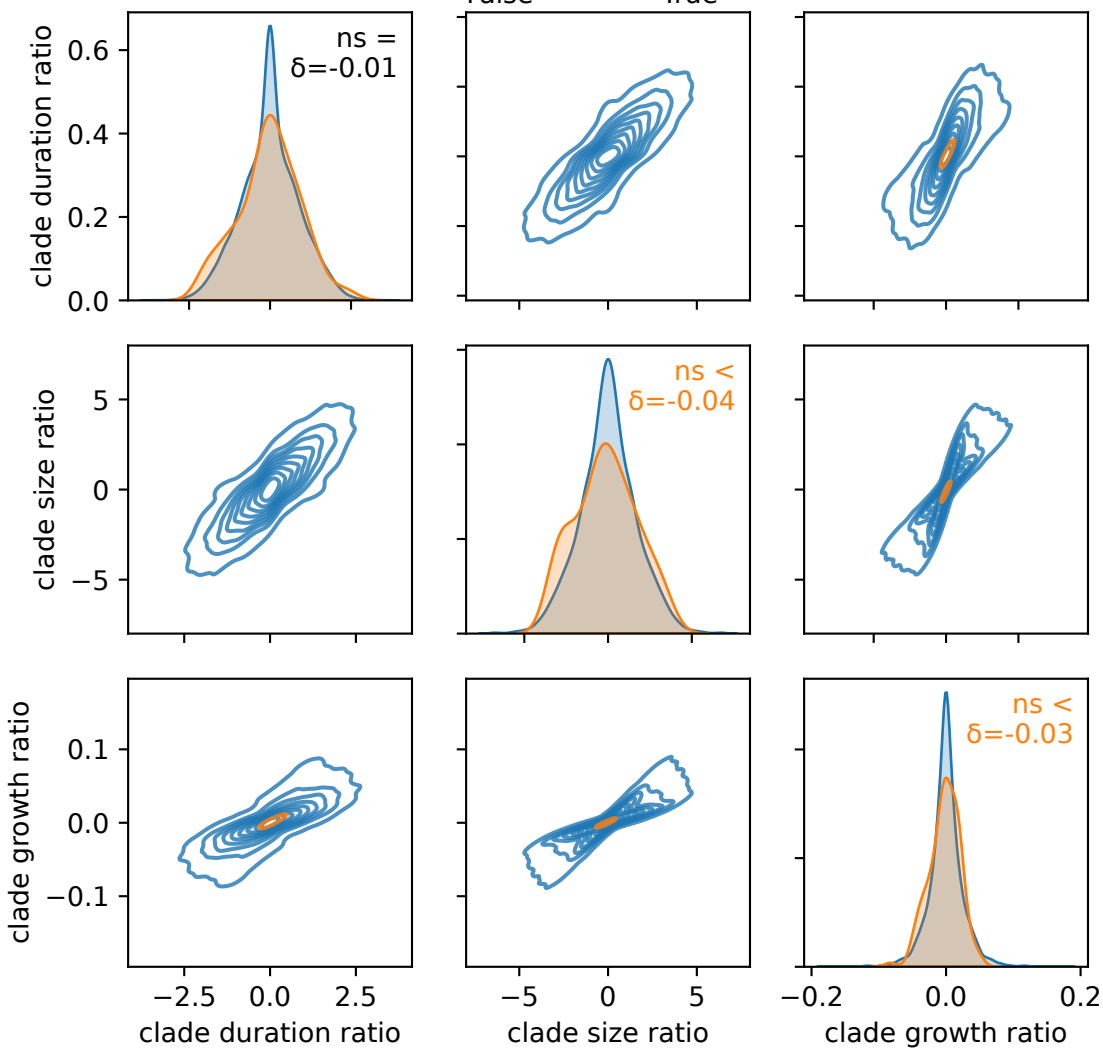 clade duration ratio
0.6
0.4
0.2
0.0
ns =
δ=-0.01
clade size ratio
5
0
−5
ns <
δ=-0.04
clade growth ratio
0.1
0.0
−0.1
ns <
δ=-0.03
−2.5
0.0
2.5
−5
0
5
−0.2
0.0
0.2
clade duration ratio
clade size ratio
clade growth ratio